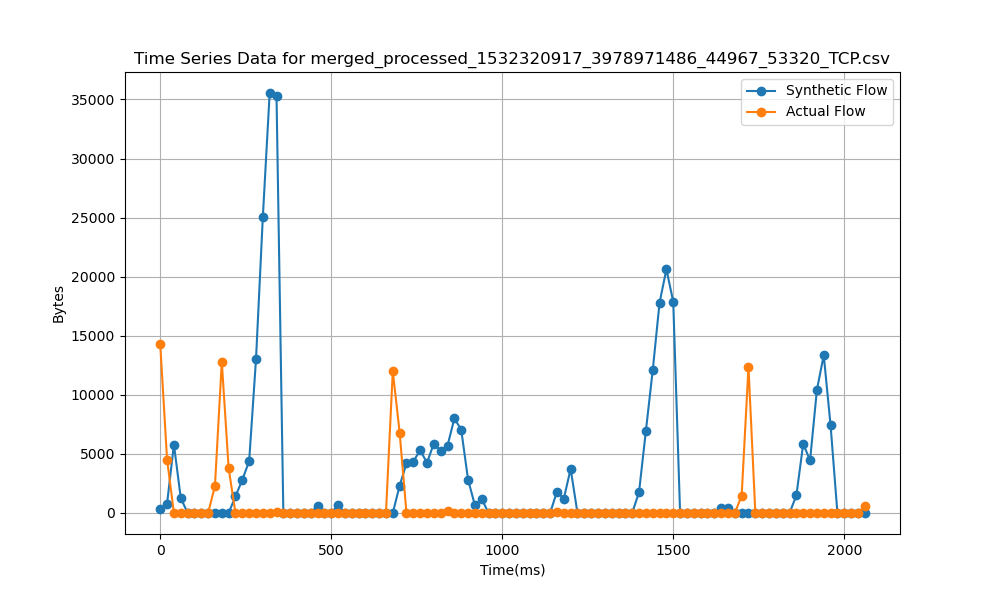 Time Series Data for merged_processed_1532320917_3978971486_44967_53320_TCP.csv
Synthetic Flow
Actual Flow
35000
30000
25000
20000
15000
10000
5000
0
Bytes
0 500 1000 1500 2000
Time(ms)